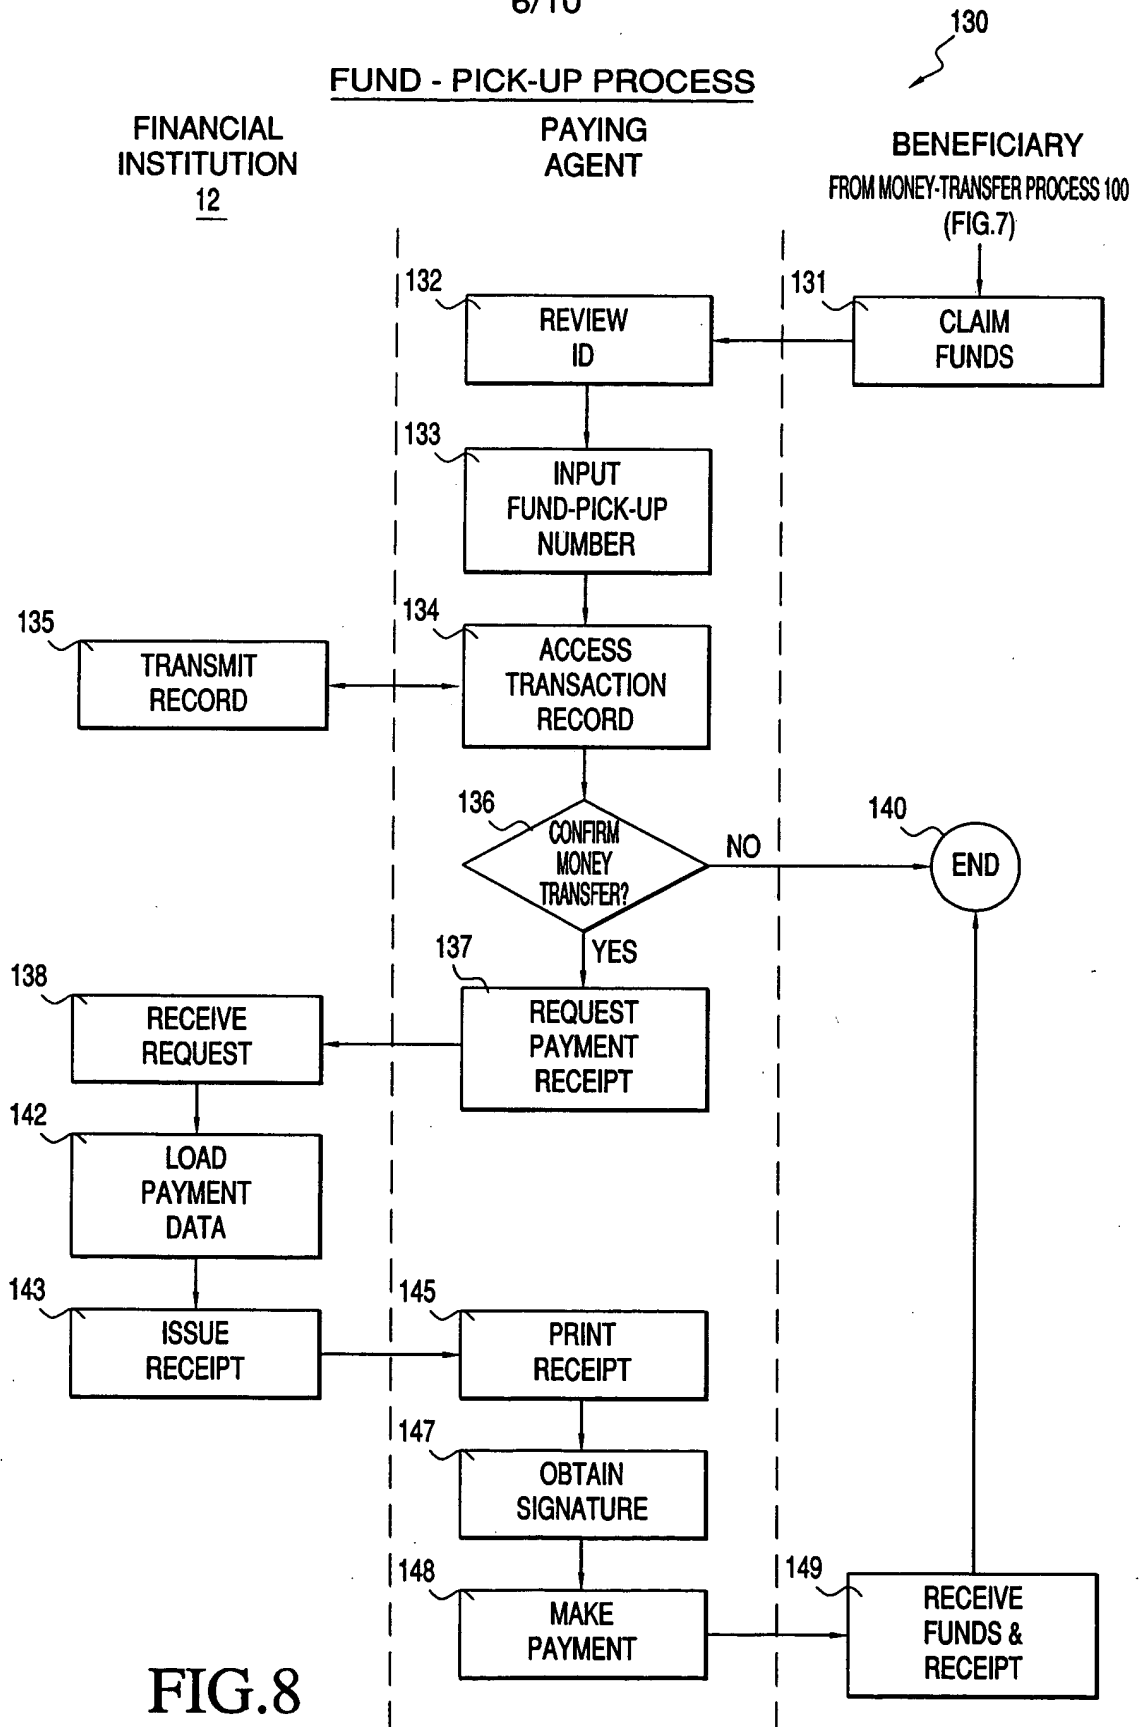 6/10
130
FUND - PICK-UP PROCESS
FINANCIAL
INSTITUTION
12
PAYING
AGENT
BENEFICIARY
FROM MONEY-TRANSFER PROCESS 100
(FIG.7)
132
REVIEW
ID
131
CLAIM
FUNDS
133
INPUT
FUND-PICK-UP
NUMBER
135
TRANSMIT
RECORD
134
ACCESS
TRANSACTION
RECORD
136
CONFIRM
MONEY
TRANSFER?
NO
140
END
YES
138
RECEIVE
REQUEST
137
REQUEST
PAYMENT
RECEIPT
142
LOAD
PAYMENT
DATA
143
ISSUE
RECEIPT
145
PRINT
RECEIPT
147
OBTAIN
SIGNATURE
148
MAKE
PAYMENT
149
RECEIVE
FUNDS &
RECEIPT
FIG.8